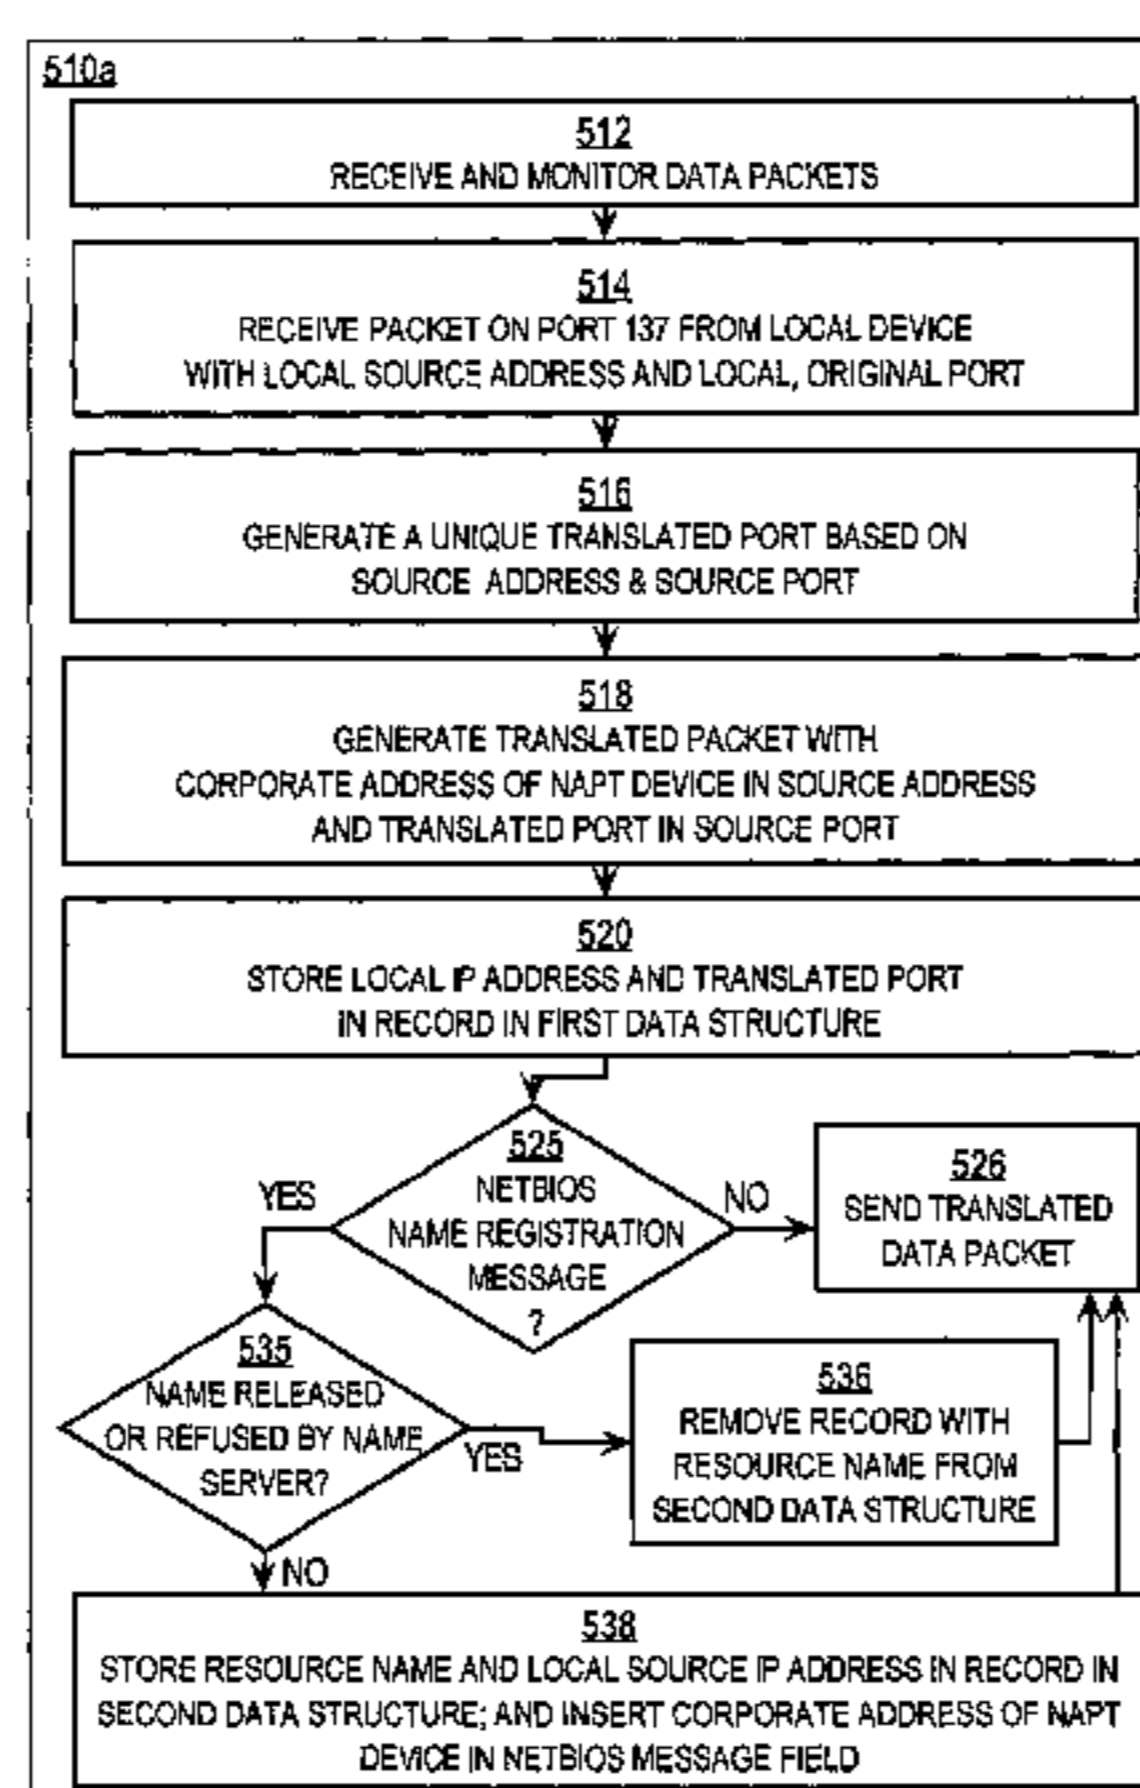 510a
512
RECEIVE AND MONITOR DATA PACKETS
514
RECEIVE PACKET ON PORT 137 FROM LOCAL DEVICE
WITH LOCAL SOURCE ADDRESS AND LOCAL, ORIGINAL PORT
516
GENERATE A UNIQUE TRANSLATED PORT BASED ON
SOURCE ADDRESS & SOURCE PORT
518
GENERATE TRANSLATED PACKET WITH
CORPORATE ADDRESS OF NAPT DEVICE IN SOURCE ADDRESS
AND TRANSLATED PORT IN SOURCE PORT
520
STORE LOCAL IP ADDRESS AND TRANSLATED PORT
IN RECORD IN FIRST DATA STRUCTURE
525
NETBIOS
NAME REGISTRATION
MESSAGE
?
YES
NO
526
SEND TRANSLATED
DATA PACKET
535
NAME RELEASED
OR REFUSED BY NAME
SERVER?
YES
NO
536
REMOVE RECORD WITH
RESOURCE NAME FROM
SECOND DATA STRUCTURE
538
STORE RESOURCE NAME AND LOCAL SOURCE IP ADDRESS IN RECORD IN
SECOND DATA STRUCTURE; AND INSERT CORPORATE ADDRESS OF NAPT
DEVICE IN NETBIOS MESSAGE FIELD